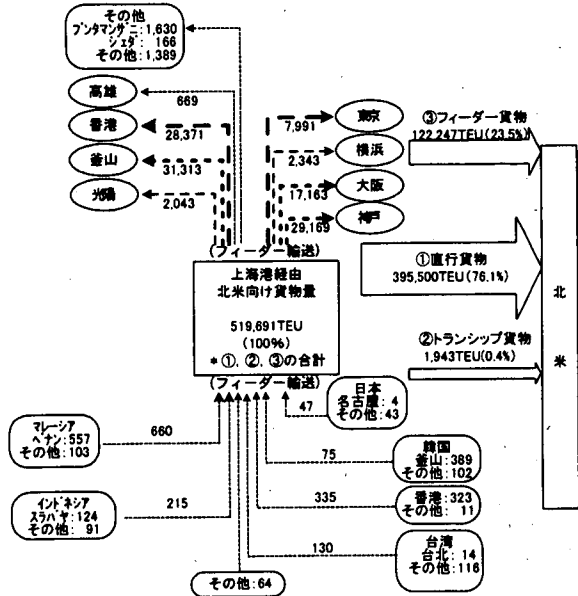 その他
ブンタマンザニ:1,630
シェダ: 166
その他:1,389
高雄
669
香港
28,371
釜山
31,313
光陽
2,043
7,991
東京
2,343
横浜
17,163
大阪
29,169
神戸
③フィーダー貨物
122,247TEU(23.5%)
(フィーダー輸送)
上海港経由
北米向け貨物量
519,691TEU
(100%)
*①、②、③の合計
(フィーダー輸送)
①直行貨物
395,500TEU(76.1%)
②トランシップ貨物
1,943TEU(0.4%)
北
米
47
日本
名古屋: 4
その他: 43
マレーシア
ペナン:557
その他:103
660
75
韓国
釜山:389
その他:102
インドネシア
スラバヤ:124
その他: 91
215
335
香港:323
その他: 11
130
台湾
台北: 14
その他:116
その他:64